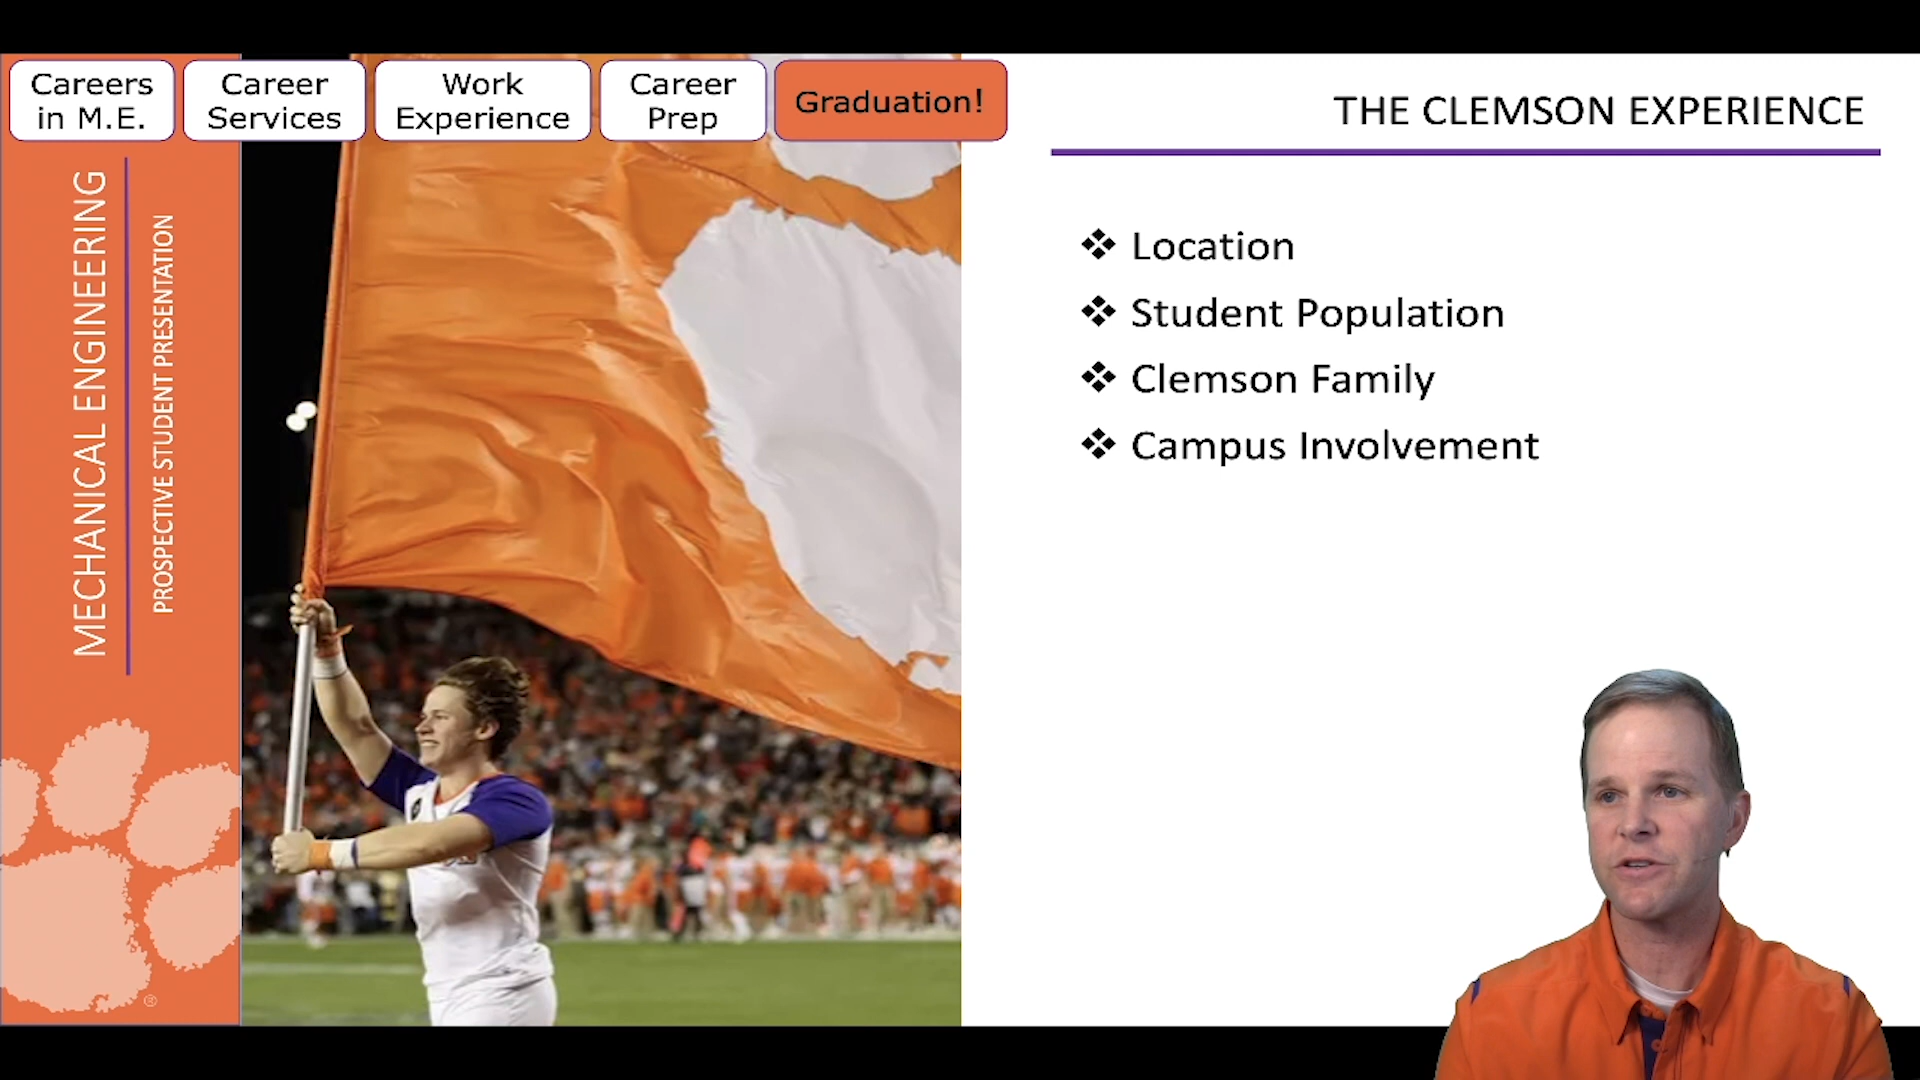 Careers
in M.E.
Career
Services
Work
Experience
Career
Prep
Graduation!
THE CLEMSON EXPERIENCE
MECHANICAL ENGINEERING
PROSPECTIVE STUDENT PRESENTATION
❖ Location
❖ Student Population
❖ Clemson Family
❖ Campus Involvement
®